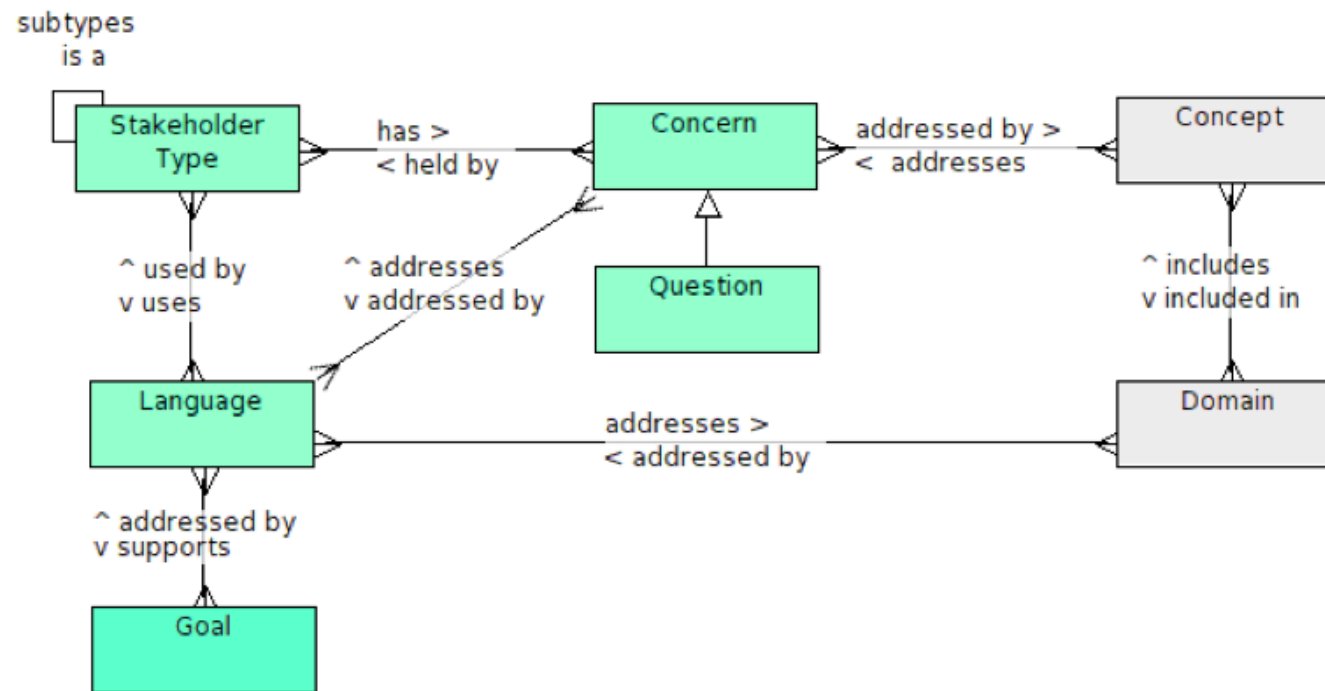 subtypes
is a
Stakeholder
Type
has >
< held by
Concern
addressed by >
<  addresses
Concept
^ used by
v uses
^ addresses
v addressed by
Question
^ includes
v included in
Language
addresses >
< addressed by
Domain
^ addressed by
v supports
Goal